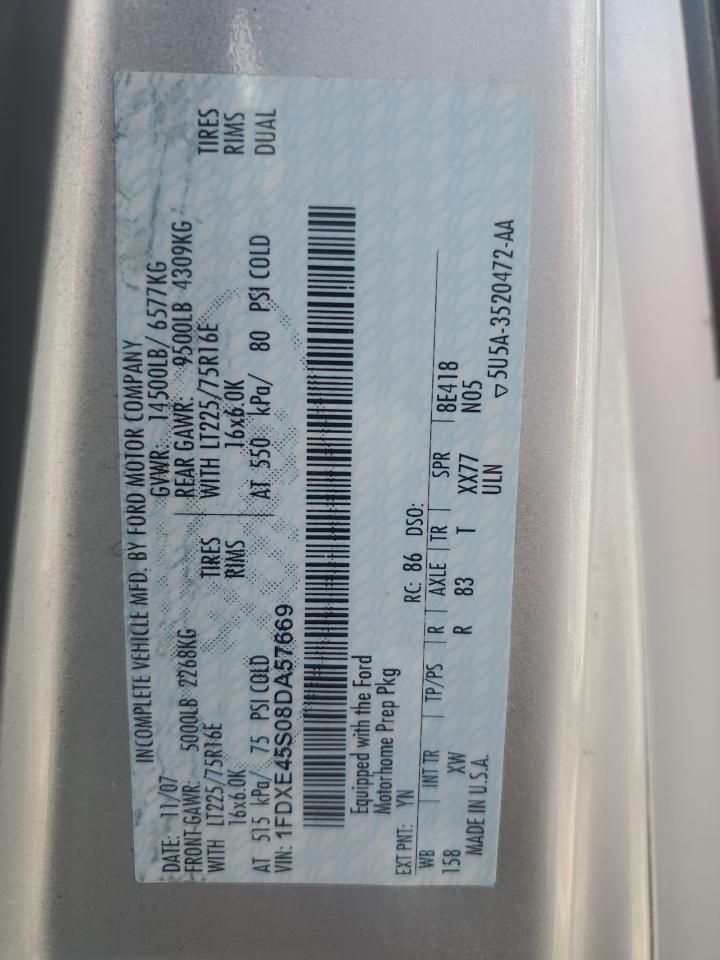 INCOMPLETE VEHICLE MFD. BY FORD MOTOR COMPANY
DATE: 11/07 GVWR: 14500LB/ 6577KG
FRONT GAWR: 5000LB 2268KG REAR GAWR: 9500LB 4309KG
WITH LT225/75R16E TIRES WITH LT225/75R16E TIRES
16x6.0K RIMS 16x6.0K RIMS
AT 515 kPa/ 75 PSI COLD AT 550 kPa/ 80 PSI COLD DUAL
VIN: 1FDXE45S08DA57669
Equipped with the Ford
Motorhome Prep Pkg
EXT PNT: YN RC: 86 DSO:
WB INT TR TP/PS R AXLE TR SPR 8E418
158 XW R 83 T XX77 N05
MADE IN U.S.A. ULN
▽ 5U5A-3520472-AA